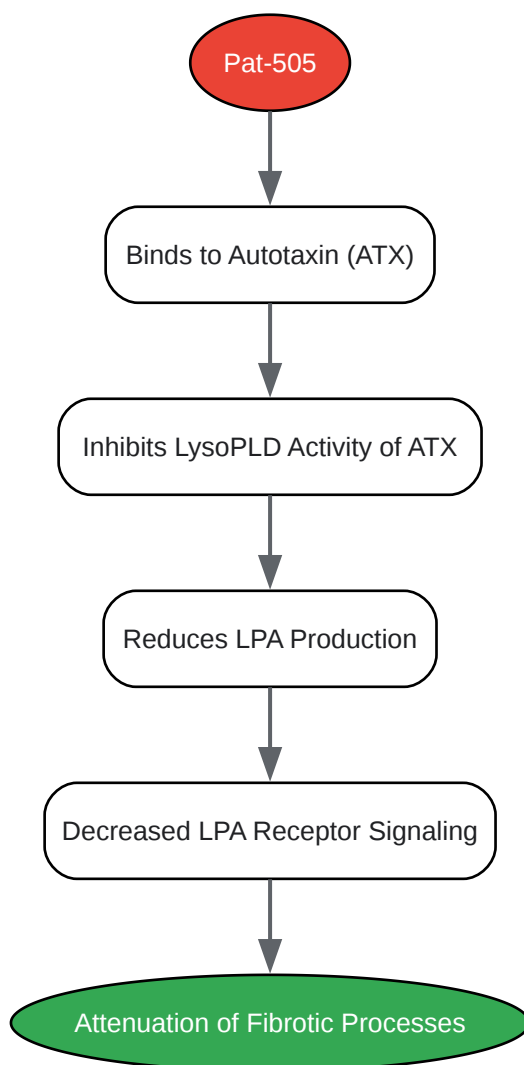 Pat-505
Binds to Autotaxin (ATX)
Inhibits LysoPLD Activity of ATX
Reduces LPA Production
Decreased LPA Receptor Signaling
Attenuation of Fibrotic Processes